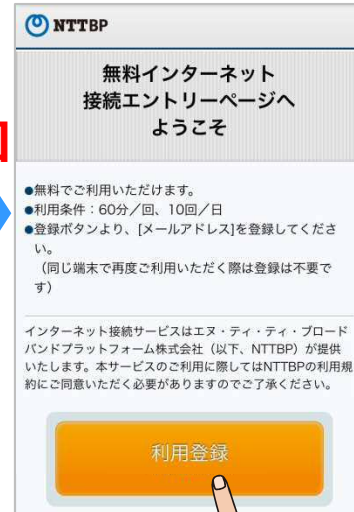 NTTBP
無料インターネット
接続エントリーページへ
ようこそ
●無料でご利用いただけます。
●利用条件：60分／回、10回／日
●登録ボタンより、[メールアドレス]を登録してくださ
い。
（同じ端末で再度ご利用いただく際は登録は不要で
す）
インターネット接続サービスはエヌ・ティ・ティ・ブロード
バンドプラットフォーム株式会社（以下、NTTBP）が提供
いたします。本サービスのご利用に際してはNTTBPの利用規
約にご同意いただく必要がありますのでご了承ください。
利用登録